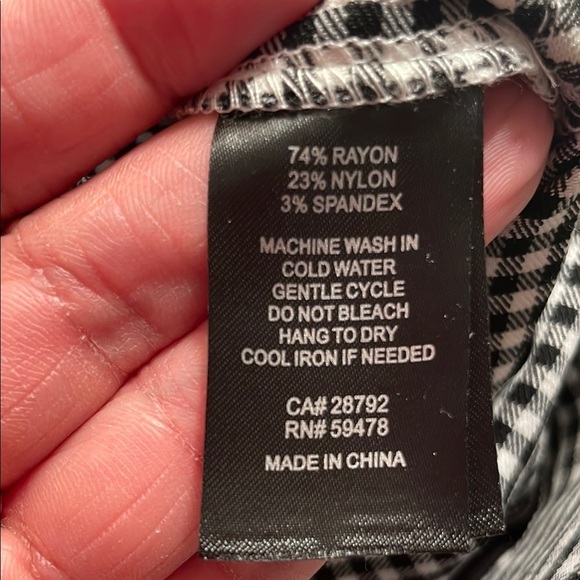 74% RAYON
23% NYLON
3% SPANDEX
MACHINE WASH IN
COLD WATER
GENTLE CYCLE
DO NOT BLEACH
HANG TO DRY
COOL IRON IF NEEDED
CA# 28792
RN# 59478
MADE IN CHINA